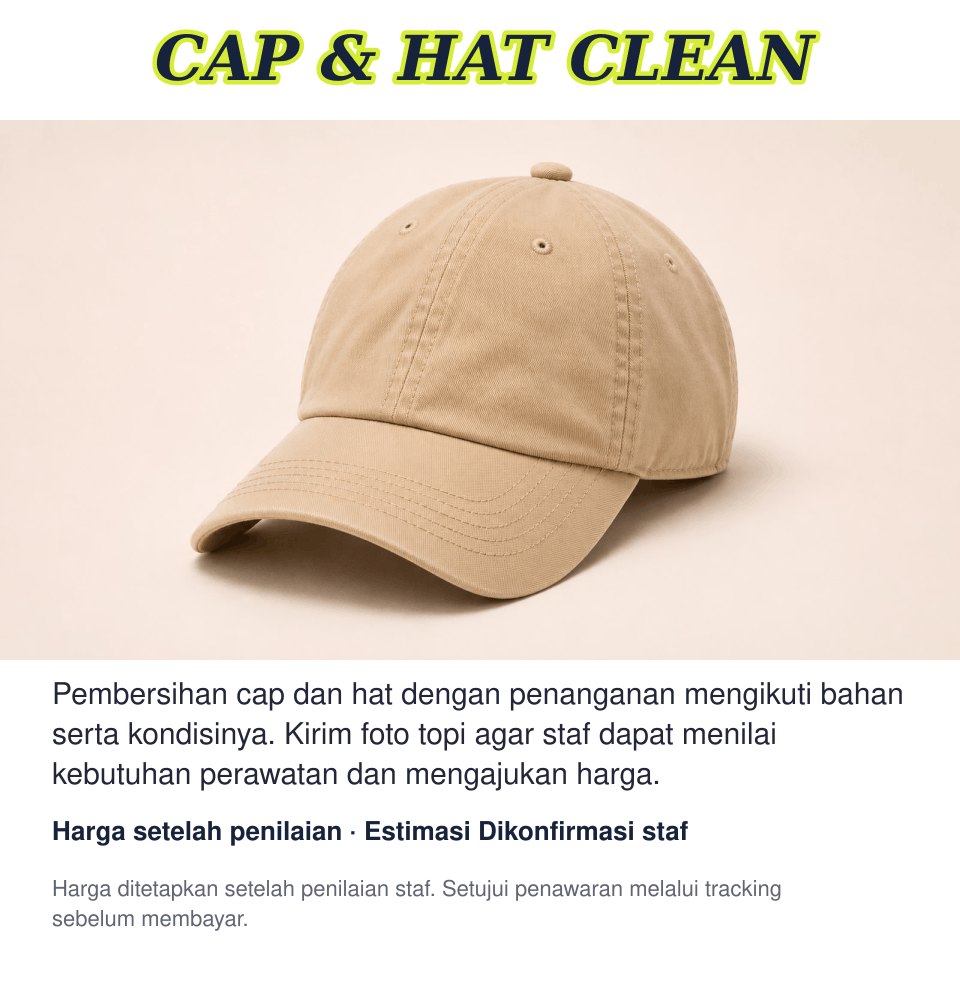 CAP & HAT CLEAN
Pembersihan cap dan hat dengan penanganan mengikuti bahan
serta kondisinya. Kirim foto topi agar staf dapat menilai
kebutuhan perawatan dan mengajukan harga.
Harga setelah penilaian · Estimasi Dikonfirmasi staf
Harga ditetapkan setelah penilaian staf. Setujui penawaran melalui tracking
sebelum membayar.